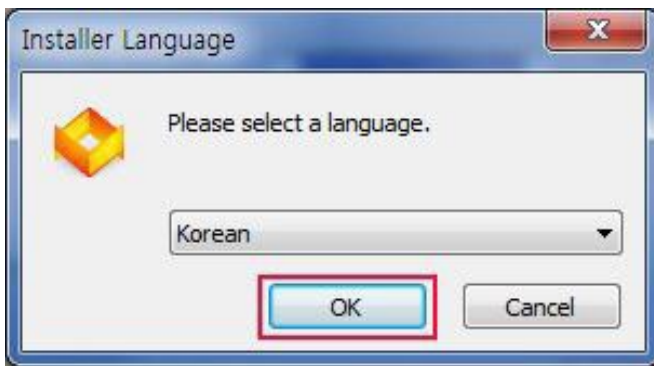 Installer Language
Please select a language.
Korean
OK
Cancel